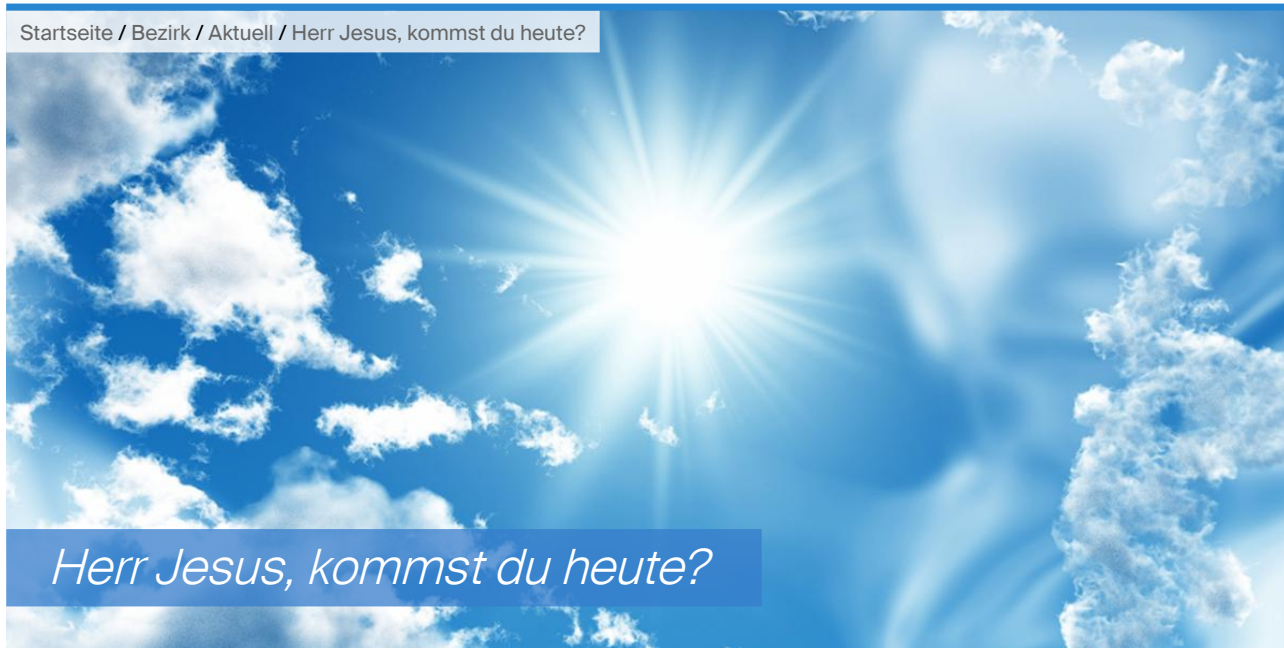 Startseite / Bezirk / Aktuell / Herr Jesus, kommst du heute?
Herr Jesus, kommst du heute?